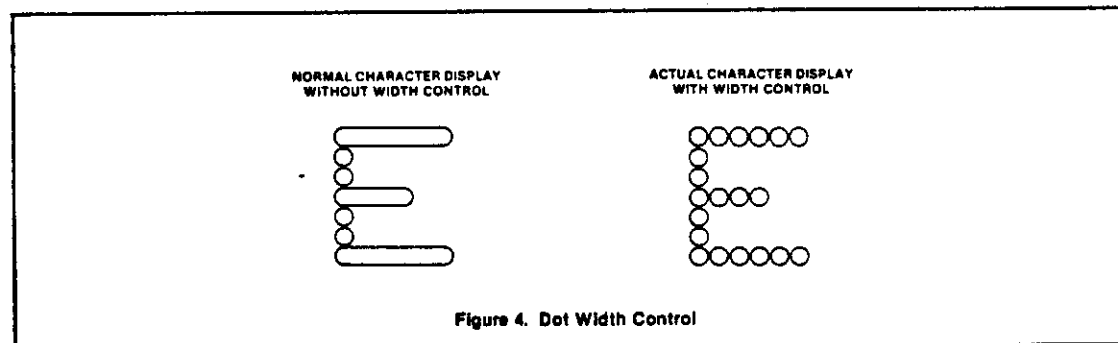 NORMAL CHARACTER DISPLAY
WITHOUT WIDTH CONTROL
ACTUAL CHARACTER DISPLAY
WITH WIDTH CONTROL
Figure 4. Dot Width Control